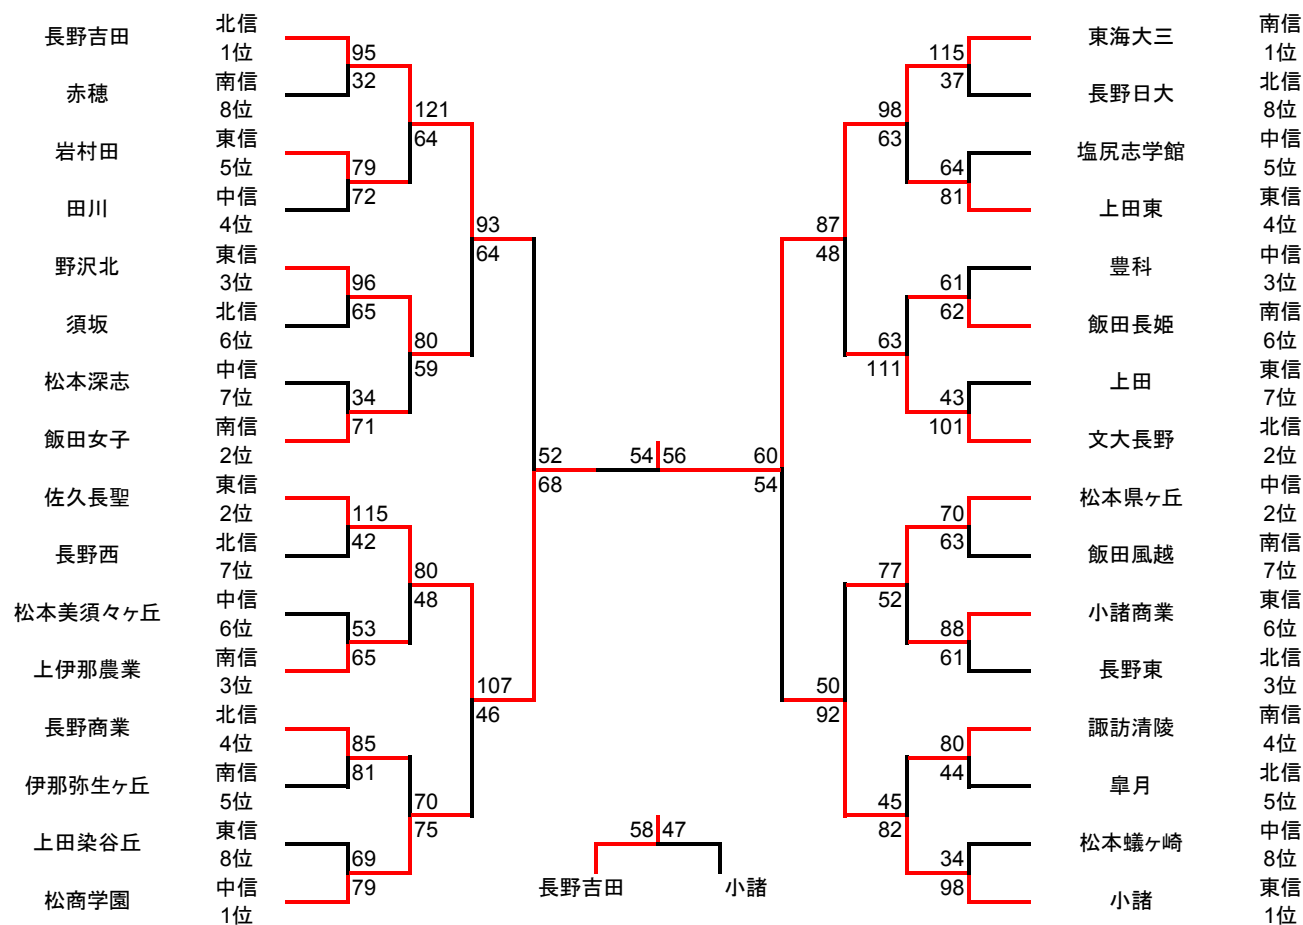 長野吉田 北信 1位
赤穂 南信 8位
岩村田 東信 5位
田川 中信 4位
野沢北 東信 3位
須坂 北信 6位
松本深志 中信 7位
飯田女子 南信 2位
佐久長聖 東信 2位
長野西 北信 7位
松本美須々ヶ丘 中信 6位
上伊那農業 南信 3位
長野商業 北信 4位
伊那弥生ヶ丘 南信 5位
上田染谷丘 東信 8位
松商学園 中信 1位
95
32
79
72
96
65
34
71
115
42
53
65
85
81
69
79
121
64
80
59
80
48
70
75
93
64
107
46
52
68
54 56
60
54
87
48
50
92
98
63
63
111
77
52
45
82
115
37
64
81
61
62
43
101
70
63
88
61
80
44
34
98
東海大三 南信 1位
長野日大 北信 8位
塩尻志学館 中信 5位
上田東 東信 4位
豊科 中信 3位
飯田長姫 南信 6位
上田 東信 7位
文大長野 北信 2位
松本県ヶ丘 中信 2位
飯田風越 南信 7位
小諸商業 東信 6位
長野東 北信 3位
諏訪清陵 南信 4位
皐月 北信 5位
松本蟻ヶ崎 中信 8位
小諸 東信 1位
58 47
長野吉田 小諸